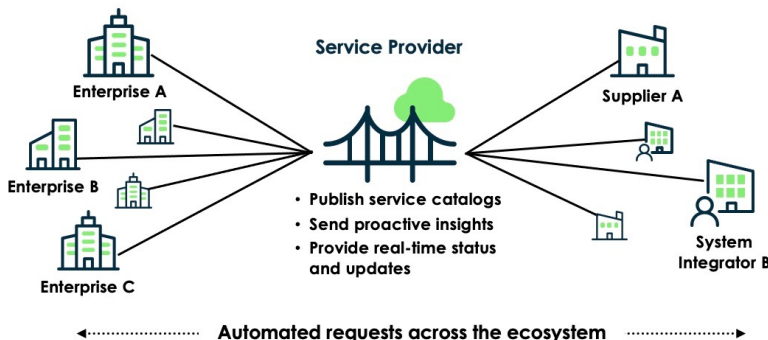 Service Provider
Enterprise A
Enterprise B
Enterprise C
• Publish service catalogs
• Send proactive insights
• Provide real-time status
and updates
Supplier A
System
Integrator B
Automated requests across the ecosystem